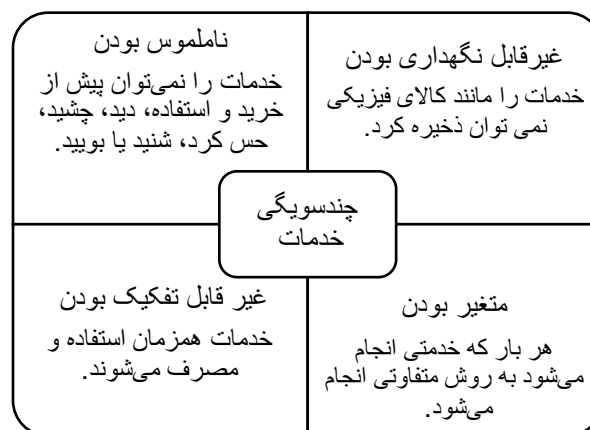 غیرقابل نگهداری بودن
خدمات را مانند کالای فیزیکی
نمی توان ذخیره کرد.
ناملموس بودن
خدمات را نمی‌توان پیش از
خرید و استفاده، دید، چشید،
حس کرد، شنید یا بویید.
چندسویگی
خدمات
متغیر بودن
هر بار که خدمتی انجام
می‌شود به روش متفاوتی انجام
می‌شود.
غیر قابل تفکیک بودن
خدمات همزمان استفاده و
مصرف می‌شوند.